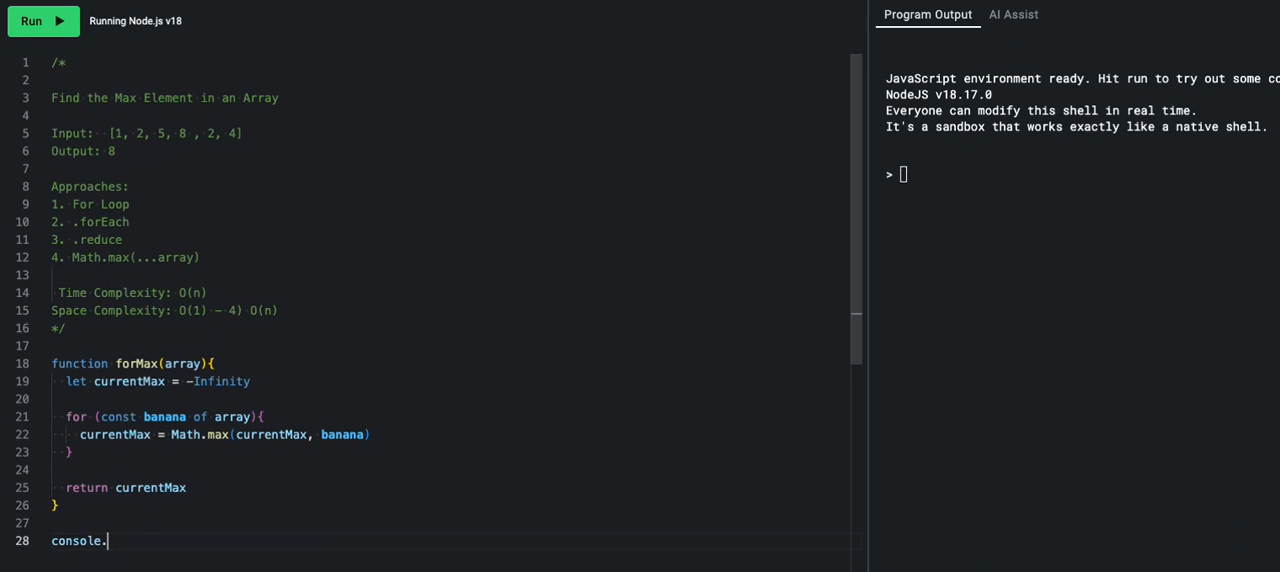 Run ▶ Running Node.js v18
Program Output AI Assist
1 /*
2
3 Find the Max Element in an Array
4
5 Input: [1, 2, 5, 8 , 2, 4]
6 Output: 8
7
8 Approaches:
9 1. For Loop
10 2. .forEach
11 3. .reduce
12 4. Math.max(...array)
13
14 Time Complexity: O(n)
15 Space Complexity: O(1) - 4) O(n)
16 */
17
18 function forMax(array){
19 let currentMax = -Infinity
20
21 for (const banana of array){
22 currentMax = Math.max(currentMax, banana)
23 }
24
25 return currentMax
26 }
27
28 console.
JavaScript environment ready. Hit run to try out some co
NodeJS v18.17.0
Everyone can modify this shell in real time.
It's a sandbox that works exactly like a native shell.
>